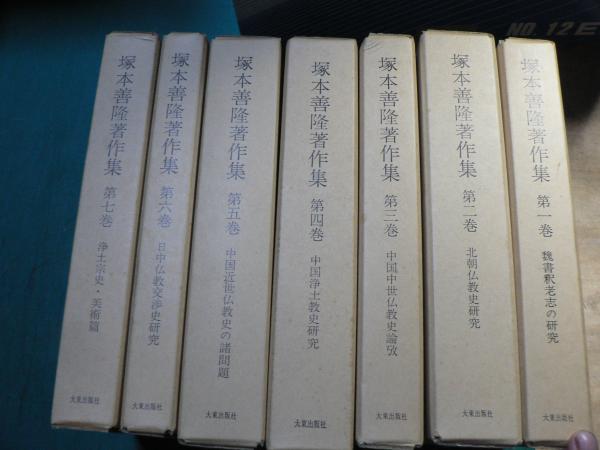 NO. 12 E
塚本善隆著作集 第七巻 浄土宗史・美術篇
大東出版社
塚本善隆著作集 第六巻 日中仏教交渉史研究
大東出版社
塚本善隆著作集 第五巻 中国近世仏教史の諸問題
大東出版社
塚本善隆著作集 第四巻 中国浄土教史研究
大東出版社
塚本善隆著作集 第三巻 中国中世仏教史論攷
大東出版社
塚本善隆著作集 第二巻 北朝仏教史研究
大東出版社
塚本善隆著作集 第一巻 魏書釈老志の研究
大東出版社